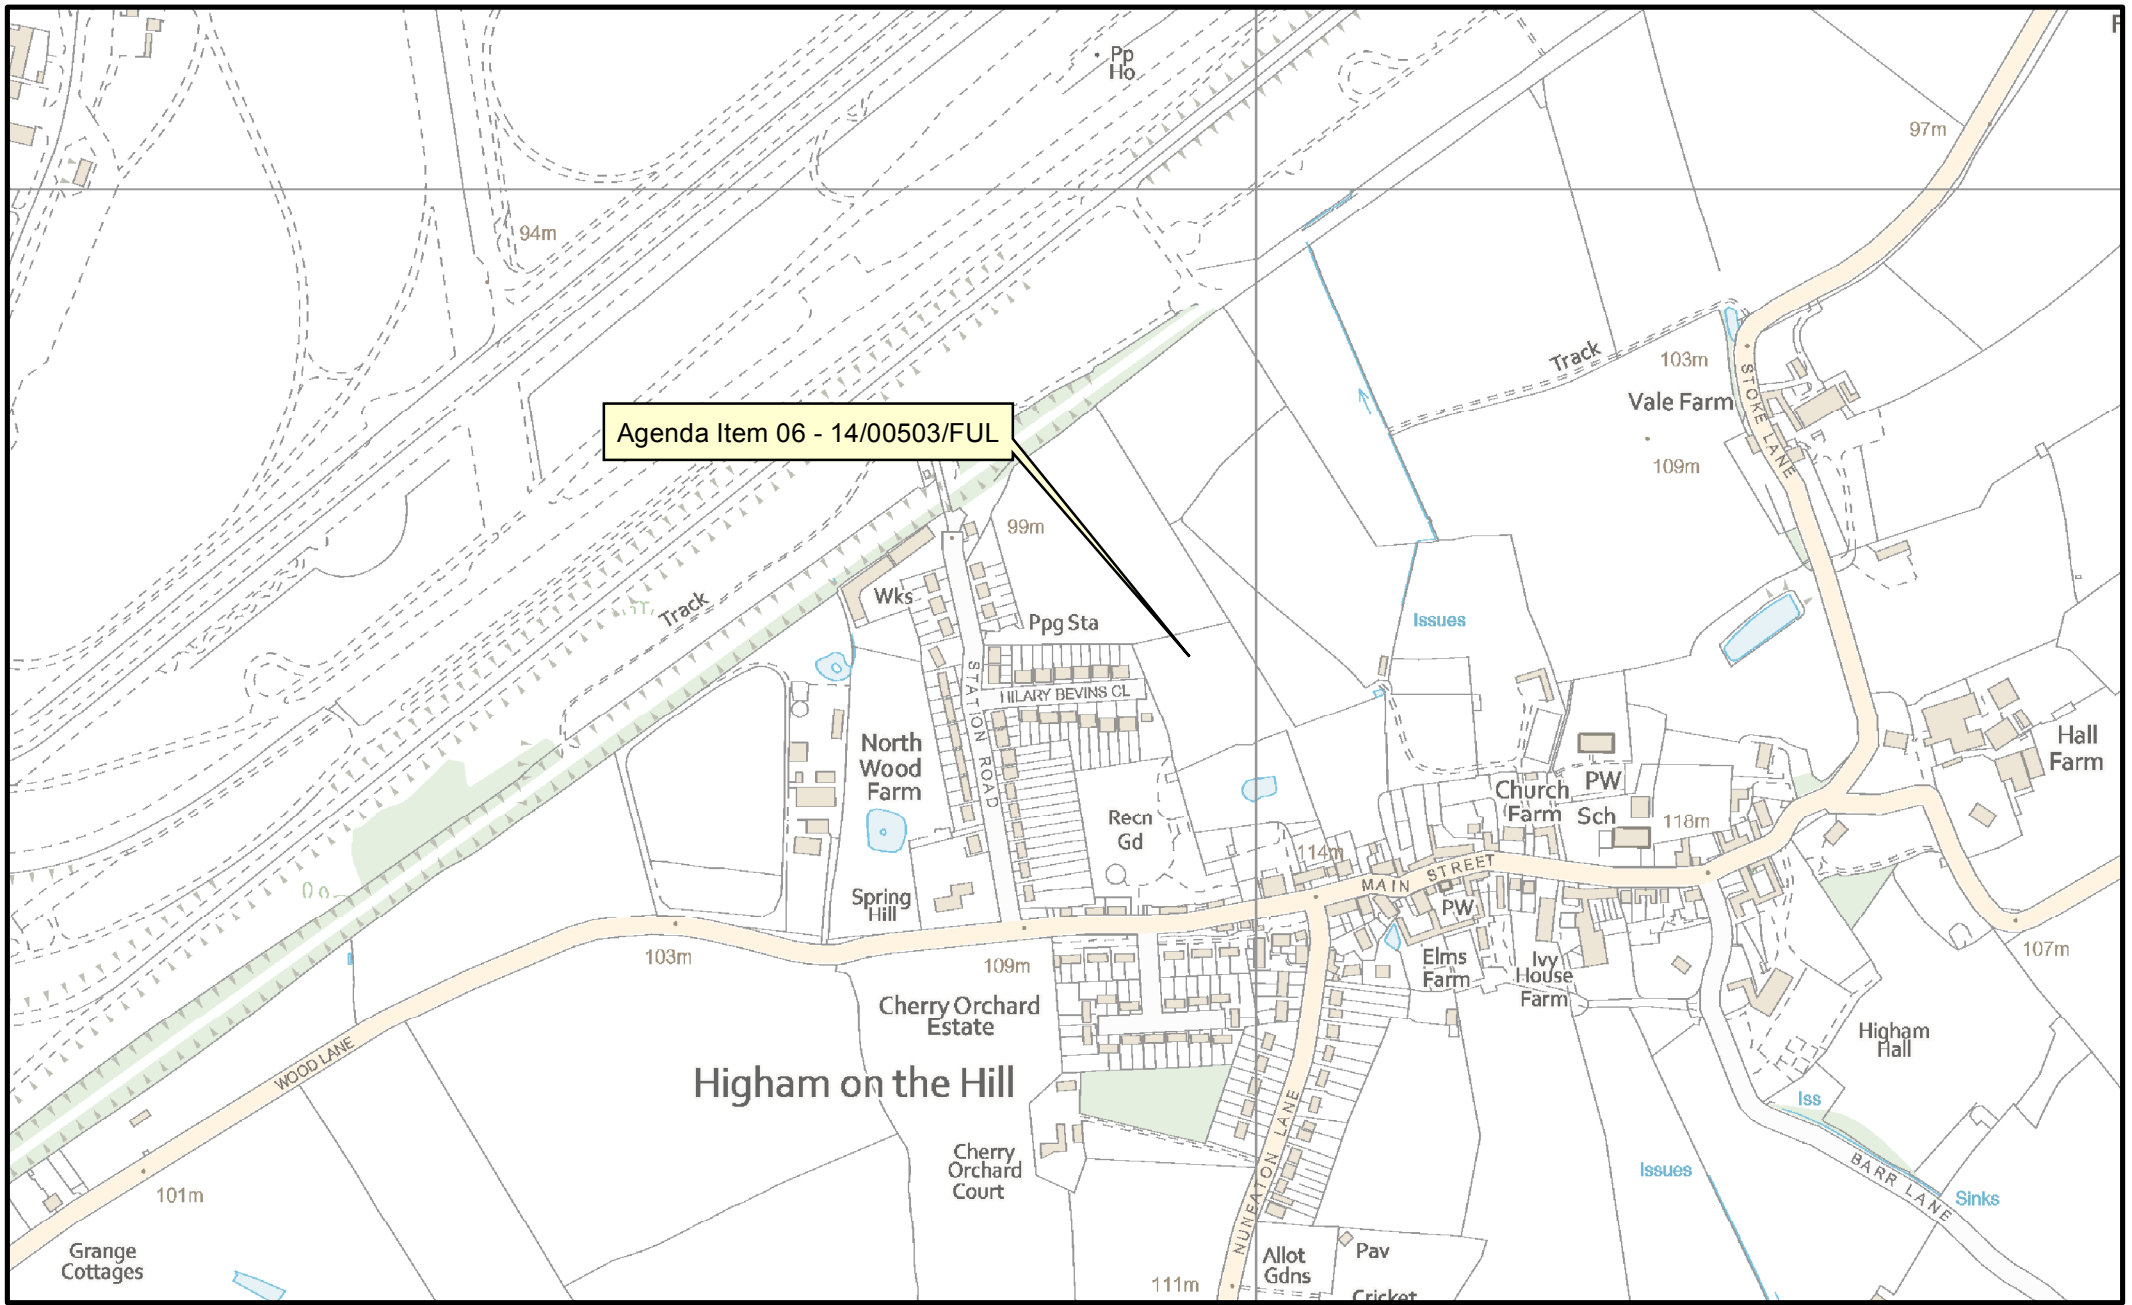 Pp
Ho
F
97m
94m
Track
103m
Vale Farm
STOKE LANE
109m
Agenda Item 06 - 14/00503/FUL
99m
Wks
Track
Ppg Sta
Issues
STATION ROAD
HILARY BEVINS CL
North
Wood
Farm
Hall
Farm
Church
Farm
PW
Sch
118m
Recn
Gd
114m
MAIN STREET
PW
Spring
Hill
103m
109m
Elms
Farm
Ivy
House
Farm
107m
Cherry Orchard
Estate
Higham
Hall
WOOD LANE
Higham on the Hill
Iss
NUNEATON LANE
Cherry
Orchard
Court
Issues
BARR LANE
Sinks
101m
Grange
Cottages
Allot
Gdns
Pav
111m
Cricket